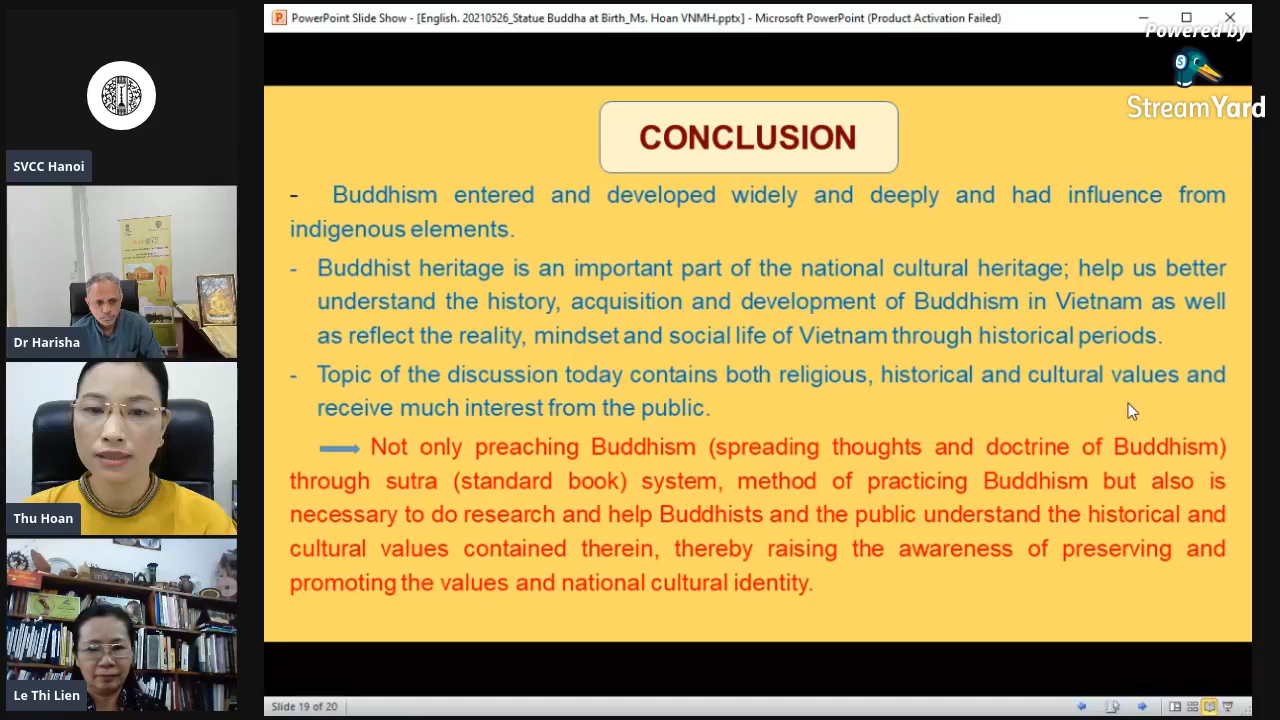 PowerPoint Slide Show - [English. 20210526_Statue Buddha at Birth_Ms. Hoan VNMH.pptx] - Microsoft PowerPoint (Product Activation Failed)
Powered by
StreamYard
SVCC Hanoi
Dr Harisha
Thu Hoan
Le Thi Lien
CONCLUSION
- Buddhism entered and developed widely and deeply and had influence from
indigenous elements.
- Buddhist heritage is an important part of the national cultural heritage; help us better
understand the history, acquisition and development of Buddhism in Vietnam as well
as reflect the reality, mindset and social life of Vietnam through historical periods.
- Topic of the discussion today contains both religious, historical and cultural values and
receive much interest from the public.
Not only preaching Buddhism (spreading thoughts and doctrine of Buddhism)
through sutra (standard book) system, method of practicing Buddhism but also is
necessary to do research and help Buddhists and the public understand the historical and
cultural values contained therein, thereby raising the awareness of preserving and
promoting the values and national cultural identity.
Slide 19 of 20